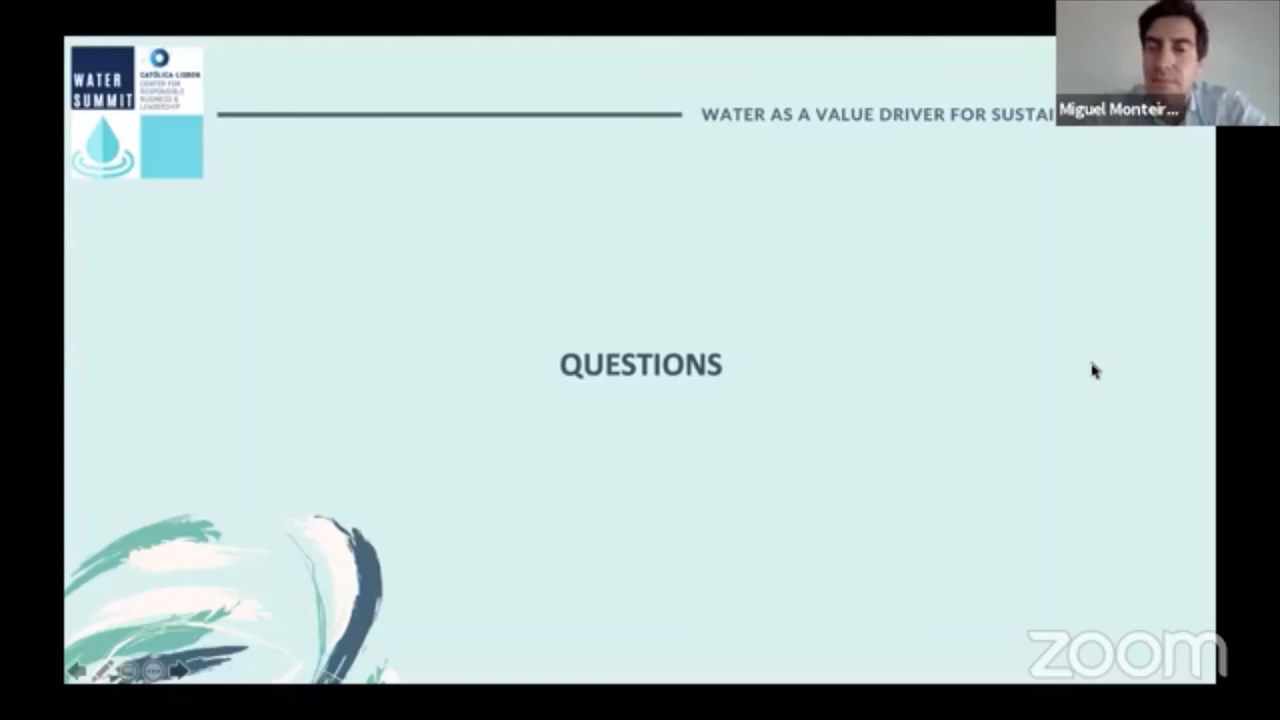 WATER
SUMMIT
CATÓLICA-LISBON
CENTER FOR
RESPONSIBLE
BUSINESS &
LEADERSHIP
WATER AS A VALUE DRIVER FOR SUSTAI
Miguel Monteir...
QUESTIONS
zoom